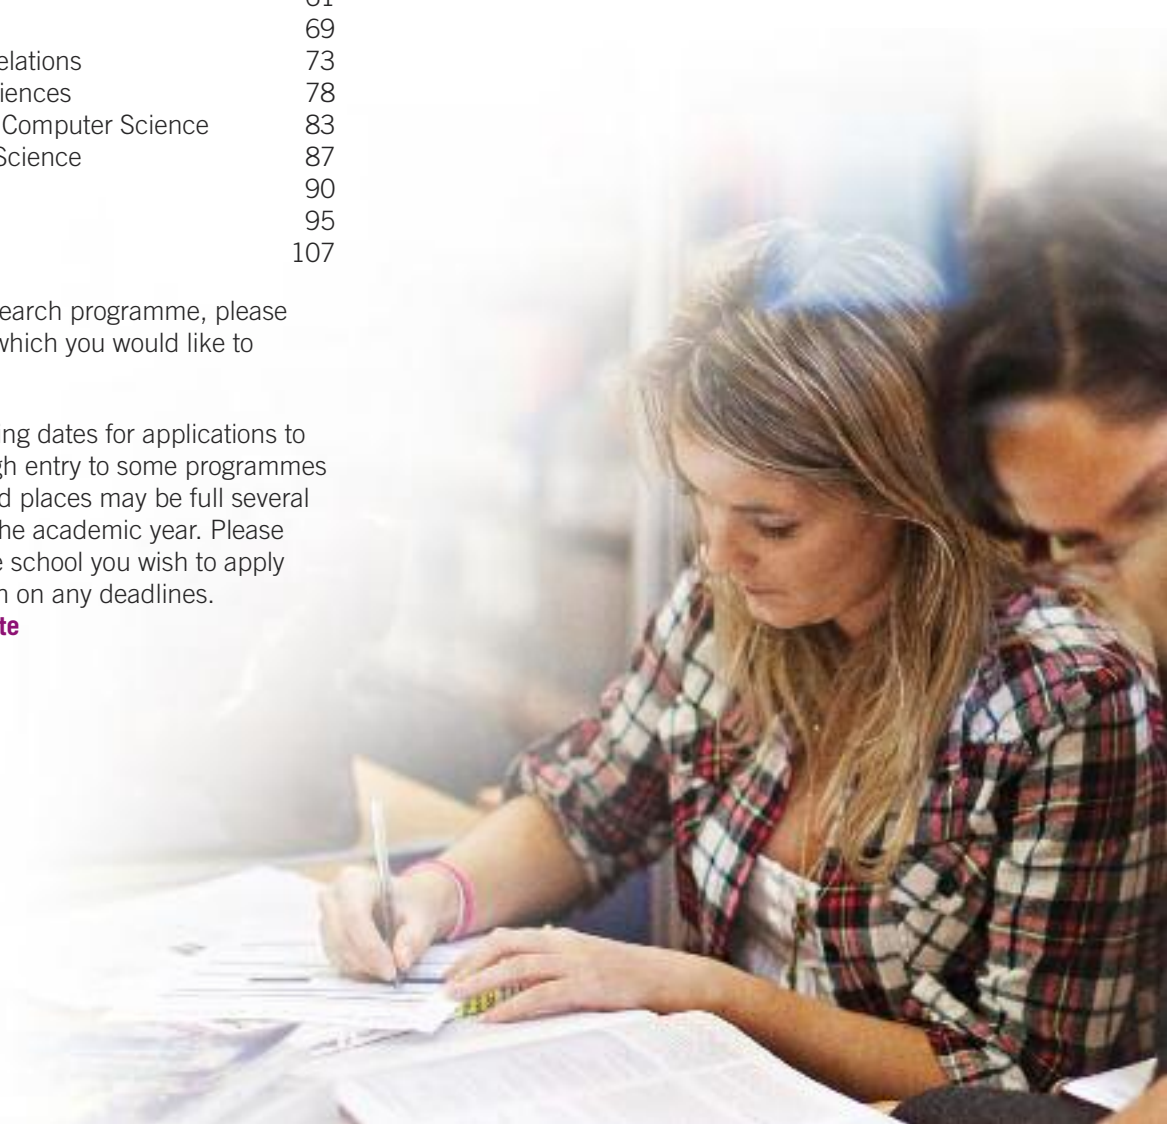 69
elations 73
iences 78
Computer Science 83
Science 87
90
95
107
earch programme, please
which you would like to
ing dates for applications to
gh entry to some programmes
d places may be full several
he academic year. Please
e school you wish to apply
n on any deadlines.
te